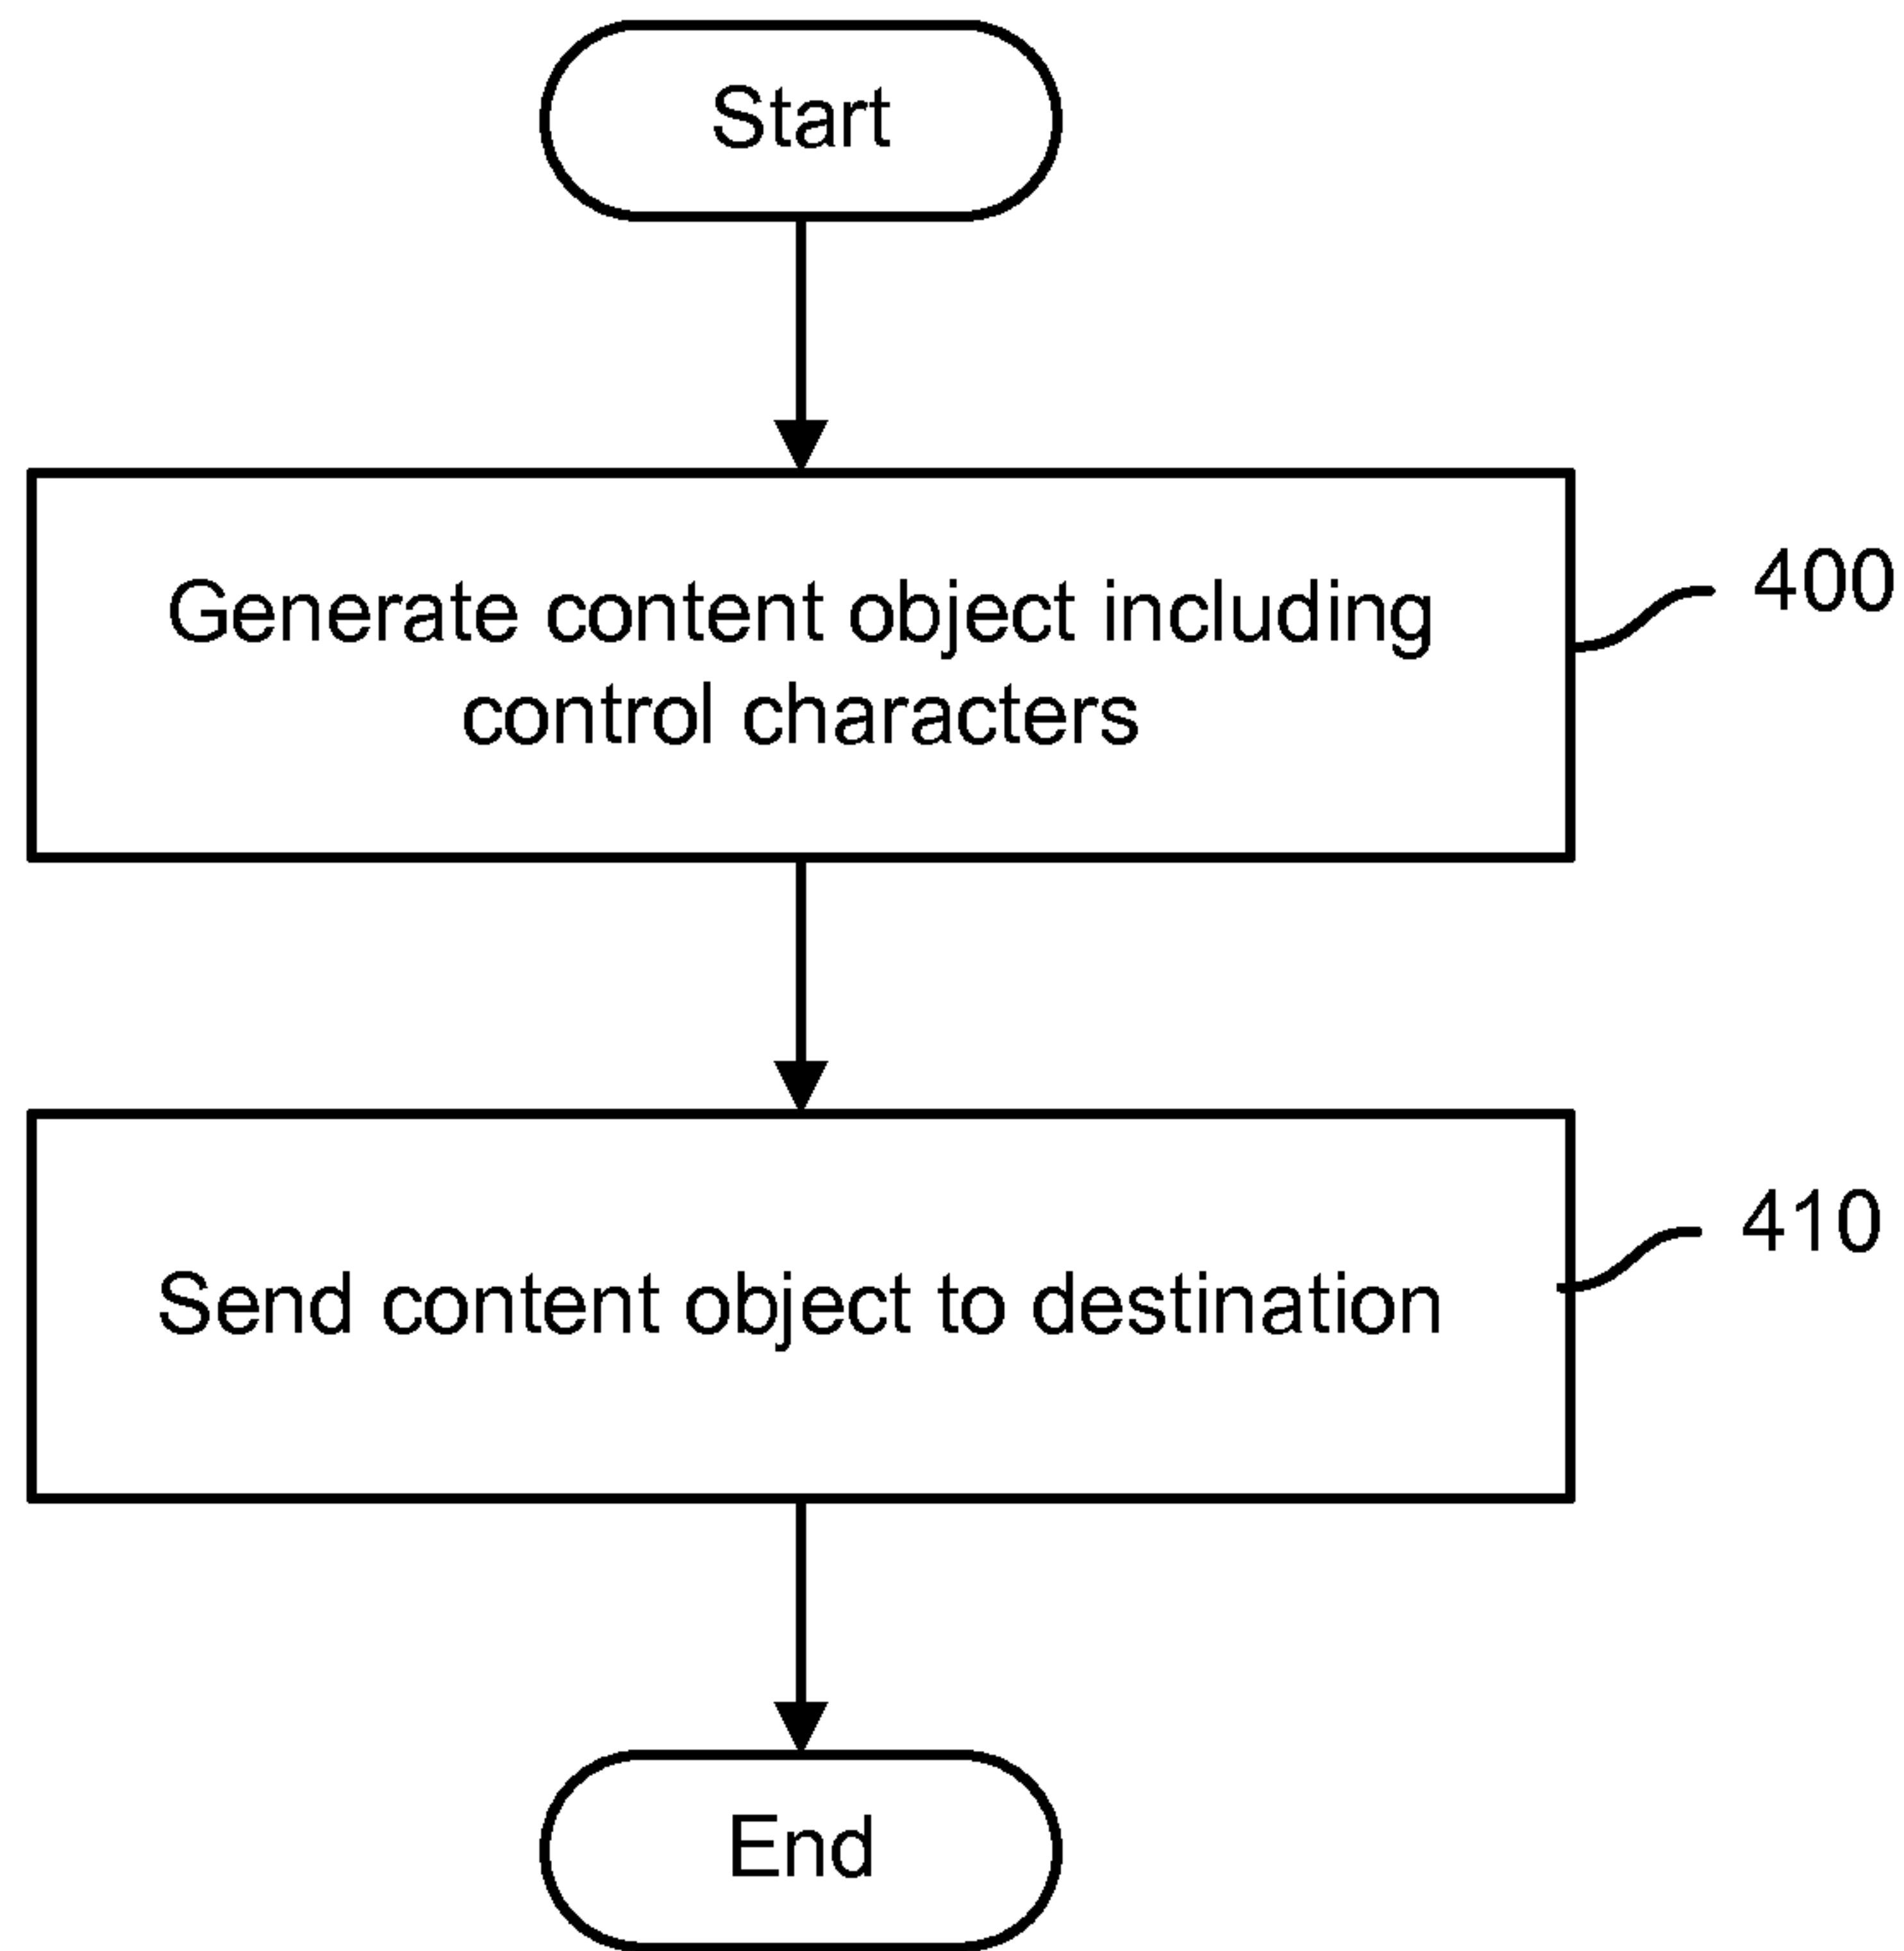 Start
Generate content object including
control characters
400
Send content object to destination
410
End